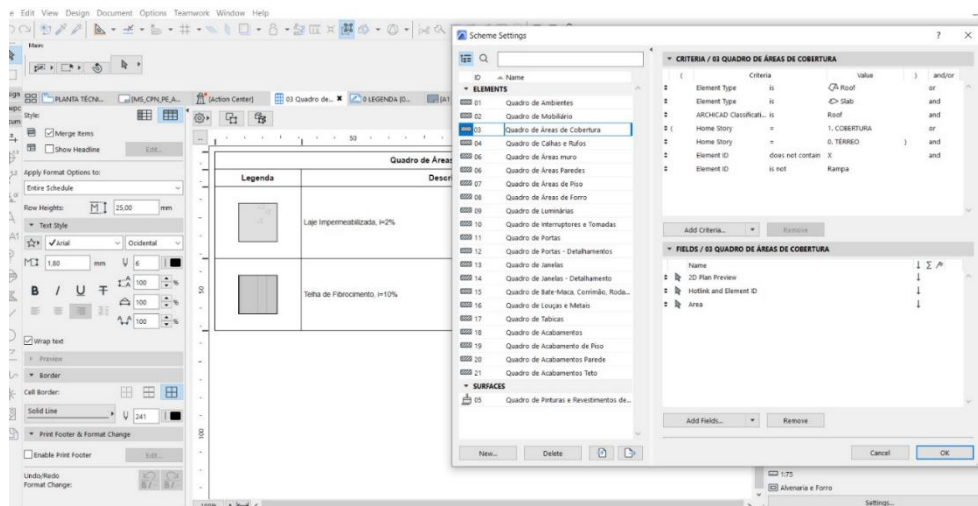 e Edit View Design Document Options Teamwork Window Help
Main:
PLANTA TÉCNI...
(MS_CPN_PE_A...
(Action Center)
03 Quadro de...
0 LEGENDA (0...
(A1
Style:
Merge Items
Show Headline
Edit...
Apply Format Options to:
Entire Schedule
Row Heights:
25,00
mm
Text Style
Arial
Ocidental
1,80
mm
6
B I U T
100 %
100 %
100 %
Wrap text
Preview
Border
Cell Border:
Solid Line
241
Print Footer & Format Change
Enable Print Footer
Edit...
Undo/Redo
Format Change:
50
50
100
Quadro de Áreas
Legenda
Descr
Laje Impermeabilizada, i=2%
Telha de Fibrocimento, i=10%
100%
Scheme Settings
? X
ID Name
ELEMENTS
01 Quadro de Ambientes
02 Quadro de Mobiliário
03 Quadro de Áreas de Cobertura
04 Quadro de Calhas e Rufos
06 Quadro de Áreas muro
06 Quadro de Áreas Paredes
07 Quadro de Áreas de Piso
08 Quadro de Áreas de Forro
09 Quadro de Luminárias
10 Quadro de Interruptores e Tomadas
11 Quadro de Portas
12 Quadro de Portas - Detalhamentos
13 Quadro de Janelas
14 Quadro de Janelas - Detalhamento
15 Quadro de Bate-Maca, Corrimão, Roda...
16 Quadro de Louças e Metais
17 Quadro de Tabicas
18 Quadro de Acabamentos
19 Quadro de Acabamento de Piso
20 Quadro de Acabamentos Parede
21 Quadro de Acabamentos Teto
SURFACES
05 Quadro de Pinturas e Revestimentos de...
New...
Delete
CRITERIA / 03 QUADRO DE ÁREAS DE COBERTURA
( Criteria Value ) and/or
Element Type is Roof or
Element Type is Slab and
ARCHICAD Classificati... is Roof and
( Home Story = 1. COBERTURA or
Home Story = 0. TÉRREO ) and
Element ID does not contain X and
Element ID is not Rampa
Add Criteria...
Remove
FIELDS / 03 QUADRO DE ÁREAS DE COBERTURA
Name
2D Plan Preview
Hotlink and Element ID
Area
Add Fields...
Remove
Cancel
OK
1:75
Alvenaria e Forro
Settings...